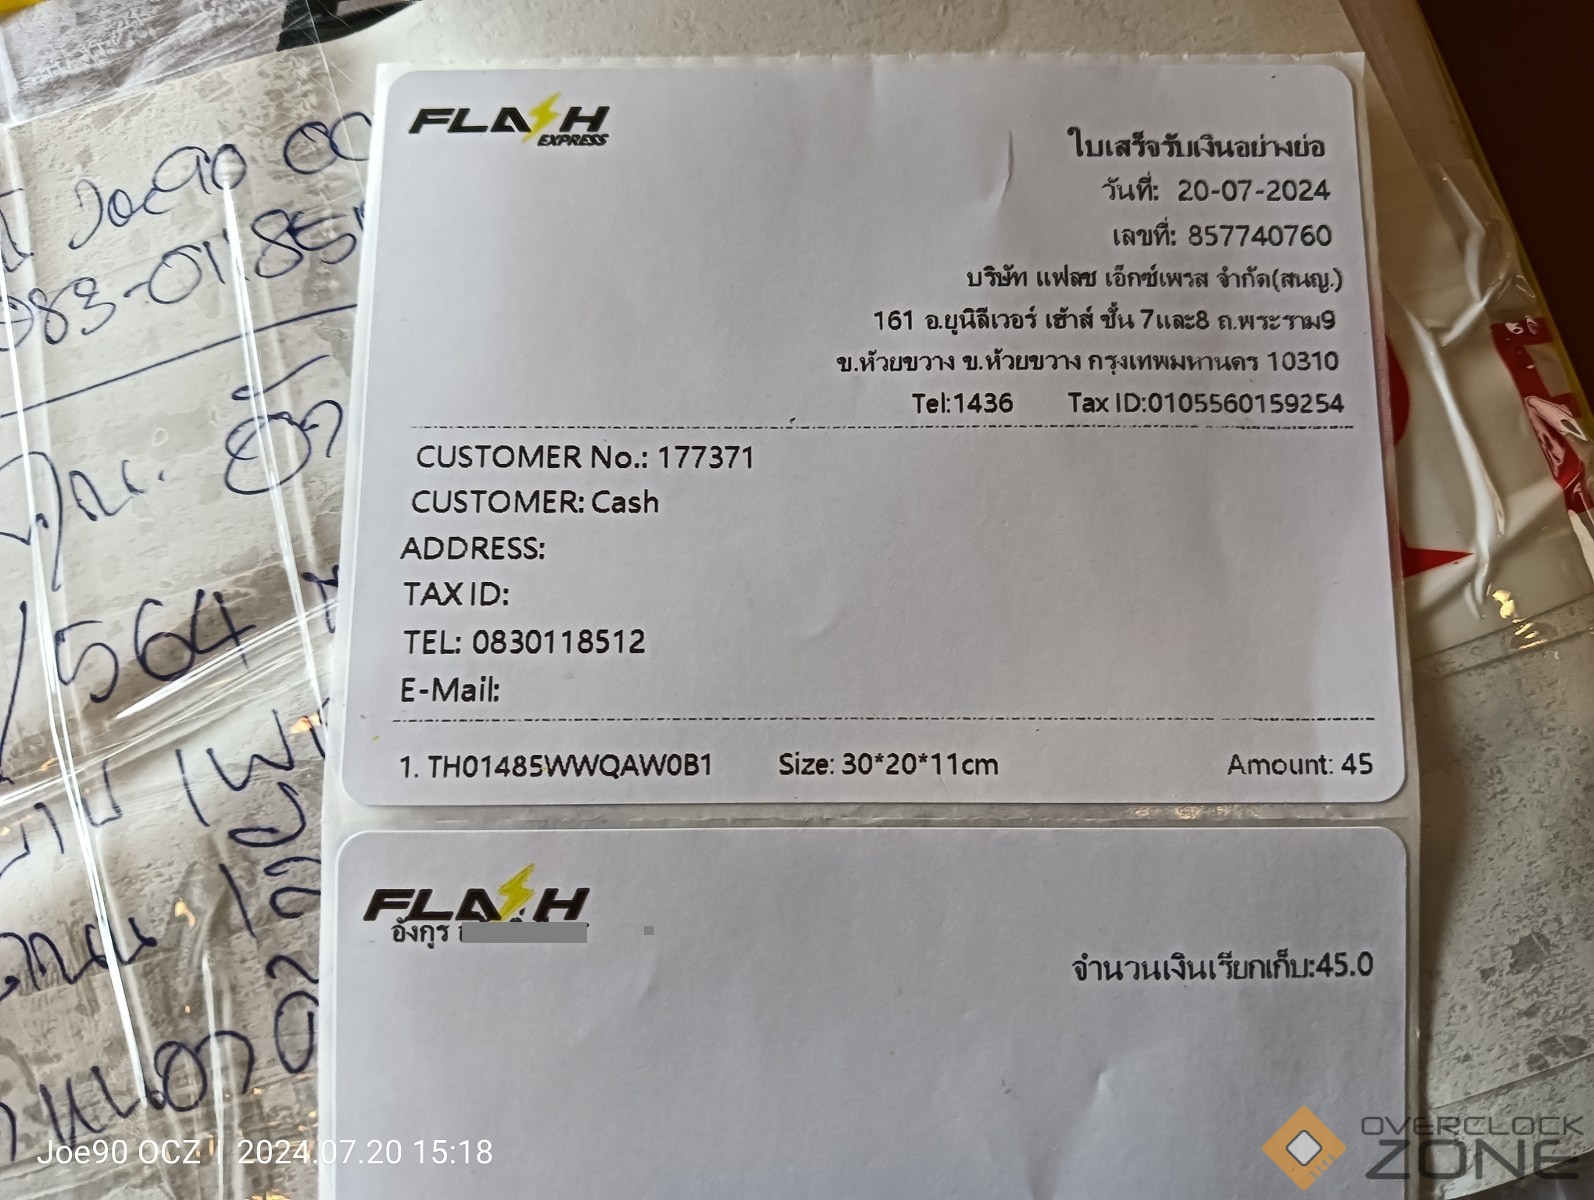 Joe90 OC
083-01185
564
FLASH
EXPRESS
ใบเสร็จรับเงินอย่างย่อ
วันที่: 20-07-2024
เลขที่: 857740760
บริษัท แฟลช เอ็กซ์เพรส จำกัด(สนญ.)
161 อ.ยูนิลีเวอร์ เฮ้าส์ ชั้น 7และ8 ถ.พระราม9
ข.ห้วยขวาง ข.ห้วยขวาง กรุงเทพมหานคร 10310
Tel:1436 Tax ID:0105560159254
CUSTOMER No.: 177371
CUSTOMER: Cash
ADDRESS:
TAX ID:
TEL: 0830118512
E-Mail:
1. TH01485WWQAW0B1 Size: 30*20*11cm Amount: 45
FLASH
อังกูร
จำนวนเงินเรียกเก็บ:45.0
Joe90 OCZ | 2024.07.20 15:18
OVERCLOCK
ZONE